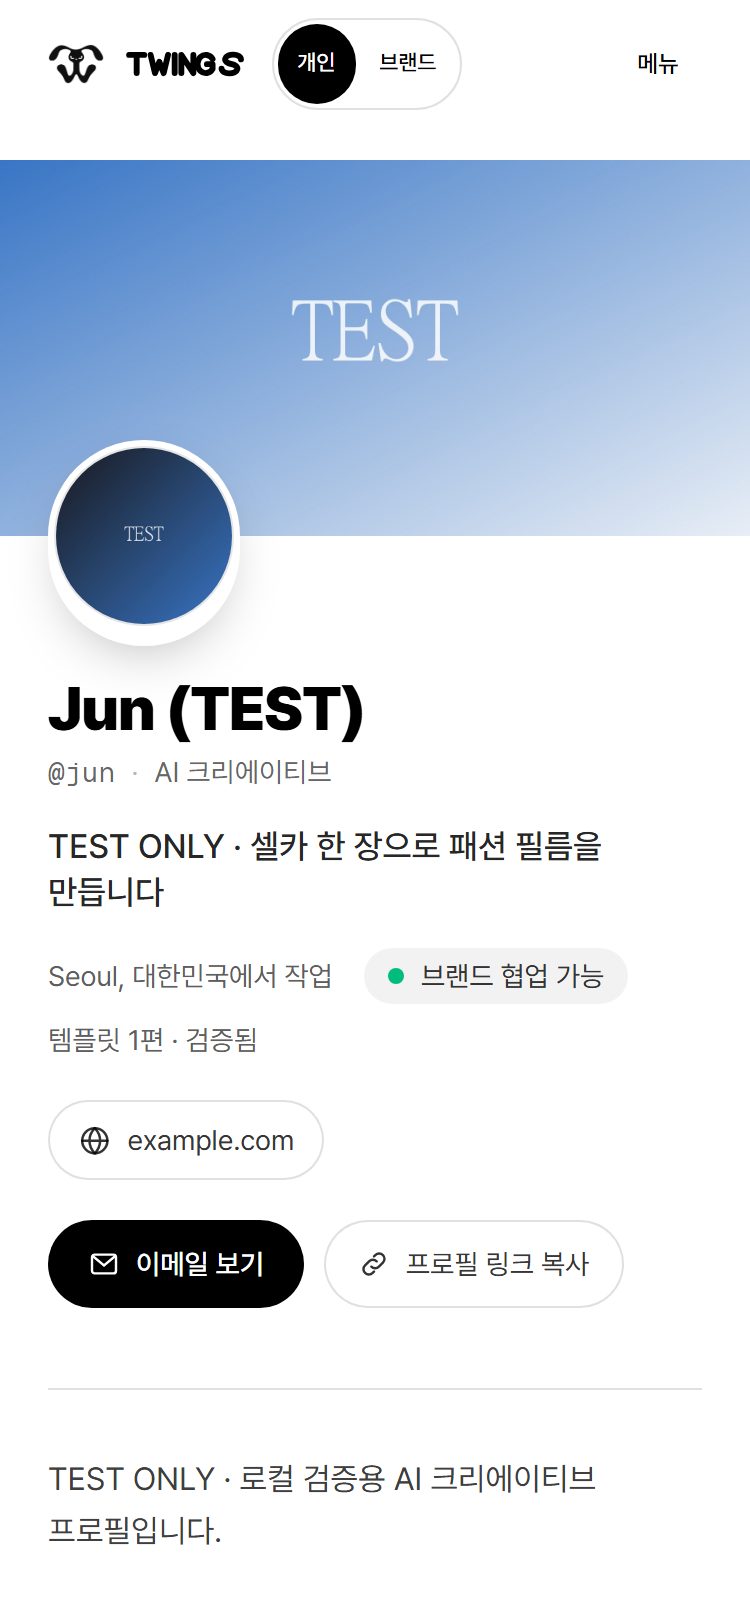 TWINGS 개인 브랜드 메뉴
TEST
TEST
Jun (TEST)
@jun · AI 크리에이티브
TEST ONLY · 셀카 한 장으로 패션 필름을
만듭니다
Seoul, 대한민국에서 작업 브랜드 협업 가능
템플릿 1편 · 검증됨
example.com
이메일 보기 프로필 링크 복사
TEST ONLY · 로컬 검증용 AI 크리에이티브
프로필입니다.